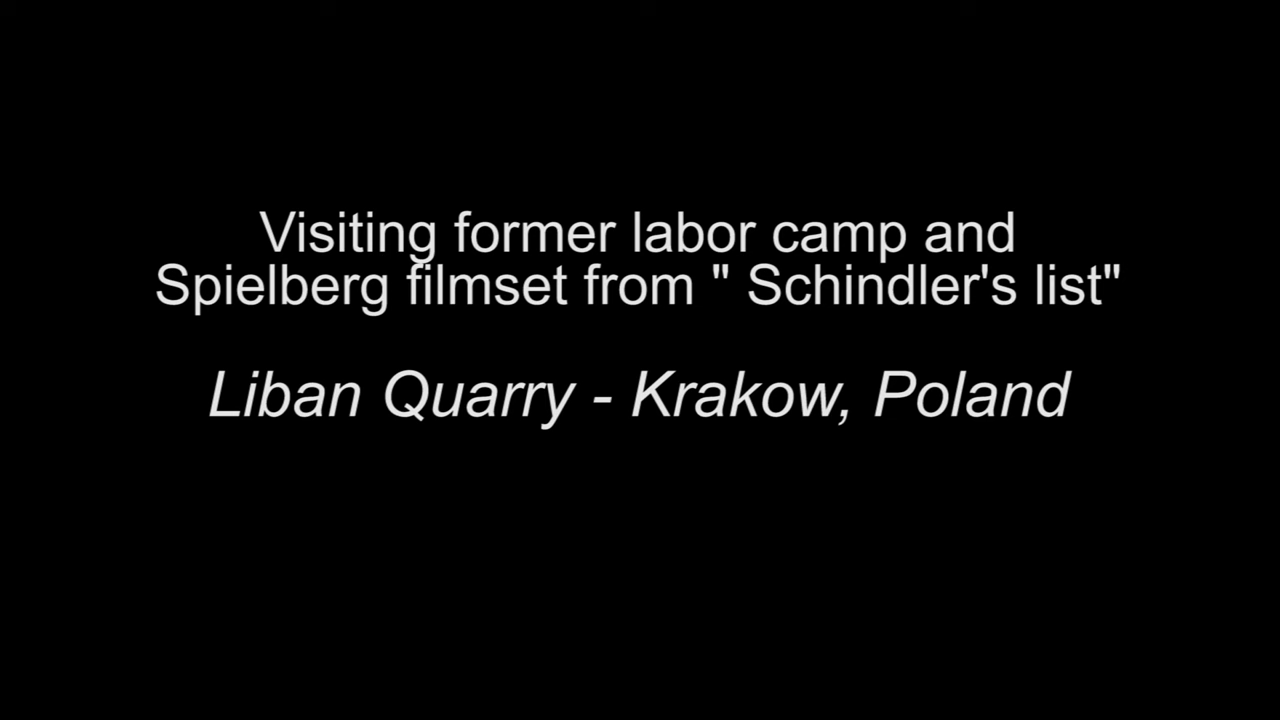 Visiting former labor camp and
Spielberg filmset from " Schindler's list"
Liban Quarry - Krakow, Poland